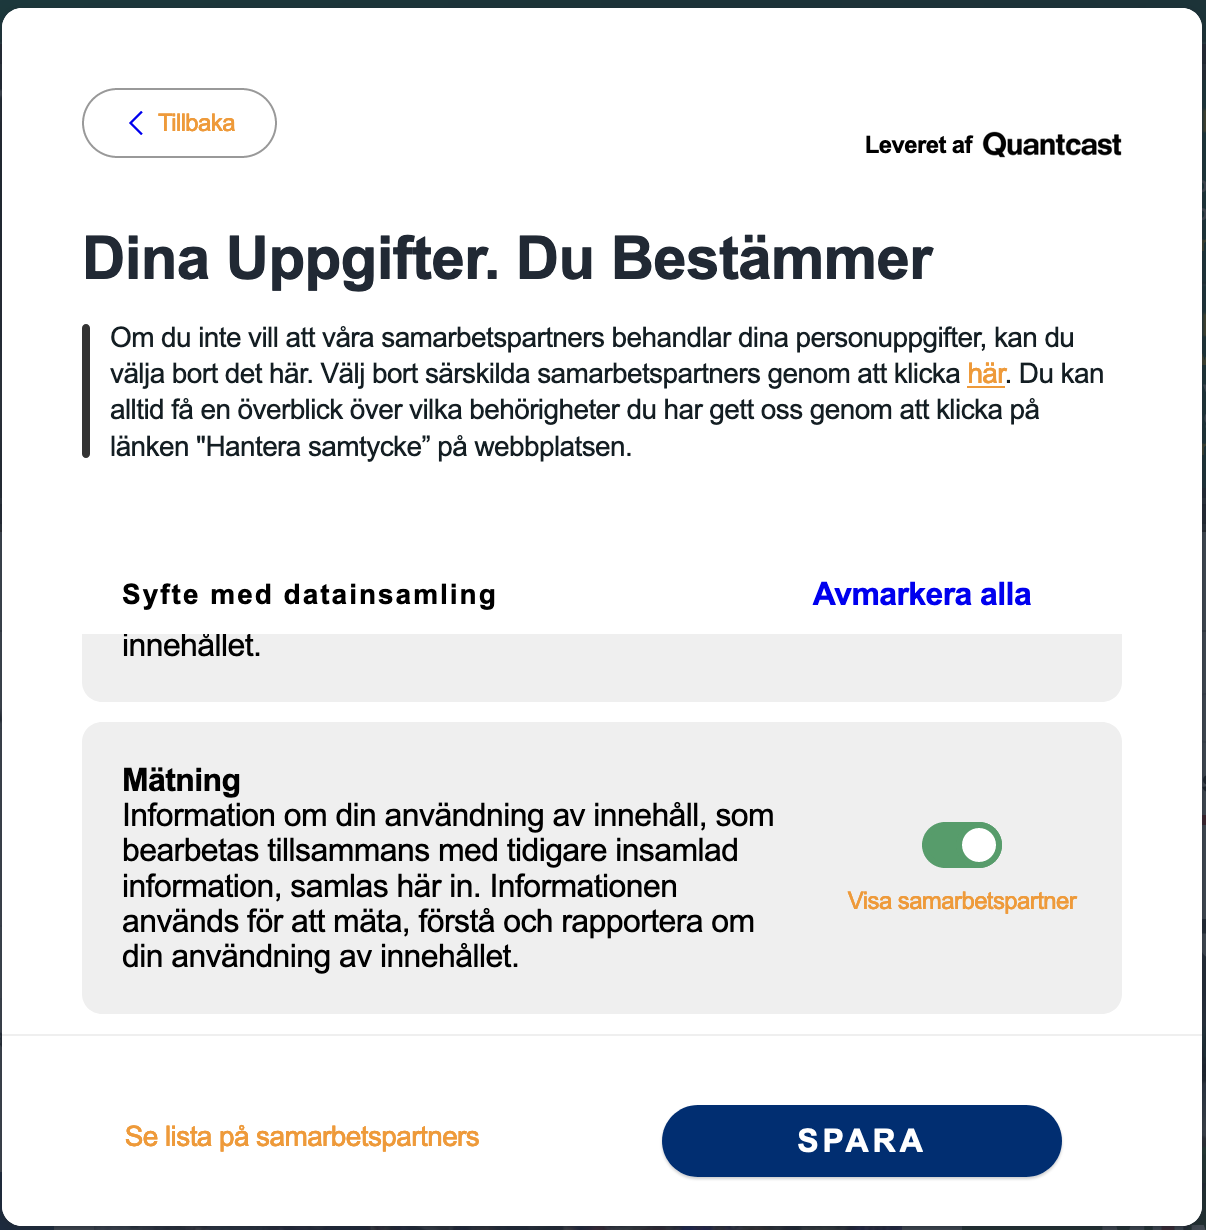 Tillbaka
Leveret af Quantcast
Dina Uppgifter. Du Bestämmer
Om du inte vill att våra samarbetspartners behandlar dina personuppgifter, kan du
välja bort det här. Välj bort särskilda samarbetspartners genom att klicka här. Du kan
alltid få en överblick över vilka behörigheter du har gett oss genom att klicka på
länken "Hantera samtycke” på webbplatsen.
Syfte med datainsamling
Avmarkera alla
innehållet.
Mätning
Information om din användning av innehåll, som
bearbetas tillsammans med tidigare insamlad
information, samlas här in. Informationen
används för att mäta, förstå och rapportera om
din användning av innehållet.
Visa samarbetspartner
Se lista på samarbetspartners
SPARA